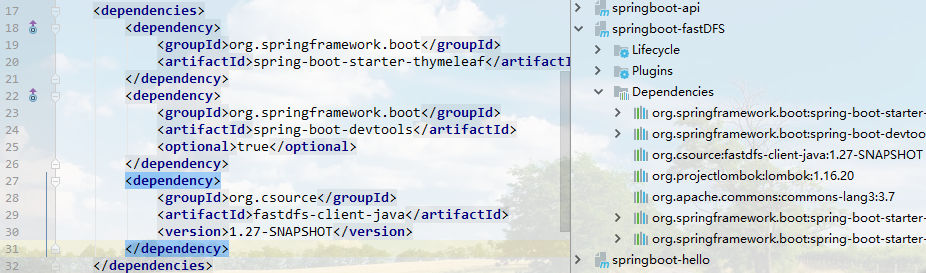 17 <dependencies>
18 <dependency>
19 <groupId>org.springframework.boot</groupId>
20 <artifactId>spring-boot-starter-thymeleaf</artifactI
21 </dependency>
22 <dependency>
23 <groupId>org.springframework.boot</groupId>
24 <artifactId>spring-boot-devtools</artifactId>
25 <optional>true</optional>
26 </dependency>
27 <dependency>
28 <groupId>org.csource</groupId>
29 <artifactId>fastdfs-client-java</artifactId>
30 <version>1.27-SNAPSHOT</version>
31 </dependency>
32 </dependencies>
springboot-api
springboot-fastDFS
Lifecycle
Plugins
Dependencies
org.springframework.boot:spring-boot-starter-
org.springframework.boot:spring-boot-devtoo
org.csource:fastdfs-client-java:1.27-SNAPSHOT
org.projectlombok:lombok:1.16.20
org.apache.commons:commons-lang3:3.7
org.springframework.boot:spring-boot-starter-
org.springframework.boot:spring-boot-starter-
springboot-hello